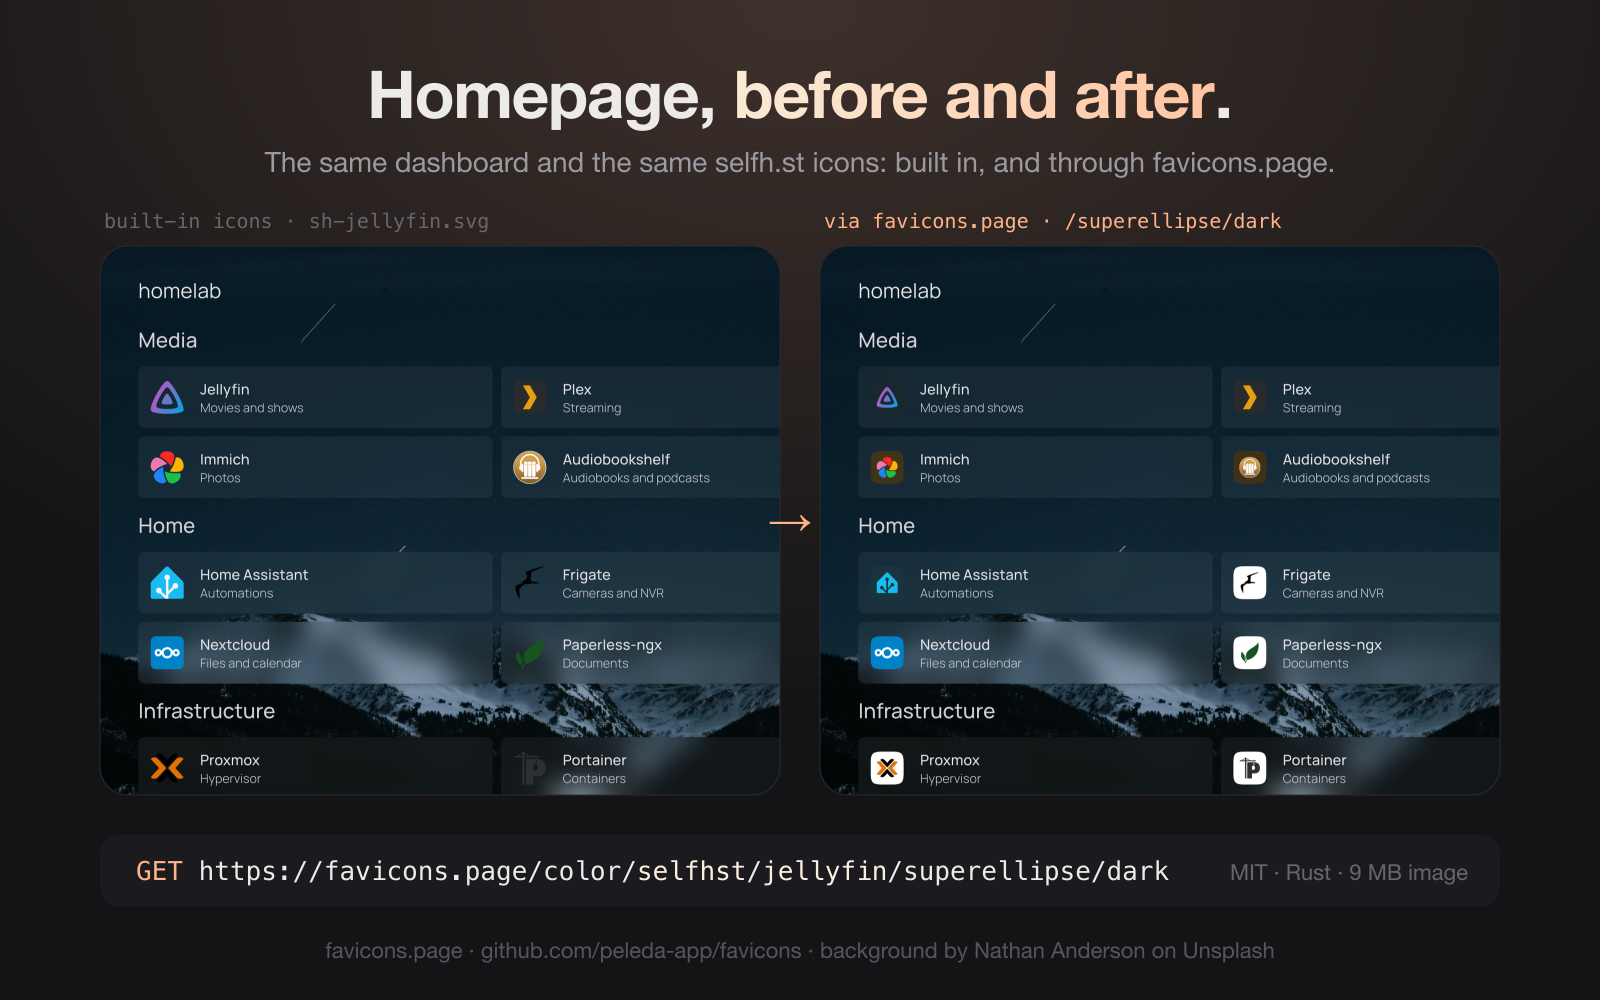 Homepage, before and after.
The same dashboard and the same selfh.st icons: built in, and through favicons.page.
built-in icons · sh-jellyfin.svg
homelab
Media
Jellyfin
Movies and shows
Plex
Streaming
Immich
Photos
Audiobookshelf
Audiobooks and podcasts
Home
Home Assistant
Automations
Frigate
Cameras and NVR
Nextcloud
Files and calendar
Paperless-ngx
Documents
Infrastructure
Proxmox
Hypervisor
Portainer
Containers
→
via favicons.page · /superellipse/dark
homelab
Media
Jellyfin
Movies and shows
Plex
Streaming
Immich
Photos
Audiobookshelf
Audiobooks and podcasts
Home
Home Assistant
Automations
Frigate
Cameras and NVR
Nextcloud
Files and calendar
Paperless-ngx
Documents
Infrastructure
Proxmox
Hypervisor
Portainer
Containers
GET https://favicons.page/color/selfhst/jellyfin/superellipse/dark
MIT · Rust · 9 MB image
favicons.page · github.com/peleda-app/favicons · background by Nathan Anderson on Unsplash